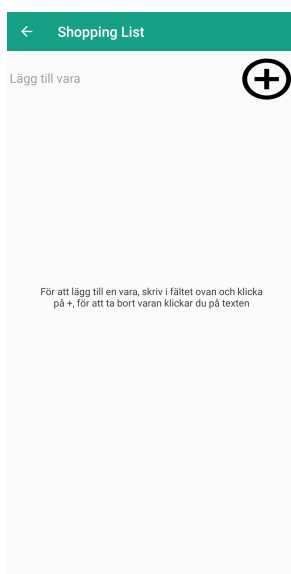 Shopping List
Lägg till vara
För att lägg till en vara, skriv i fältet ovan och klicka
på +, för att ta bort varan klickar du på texten